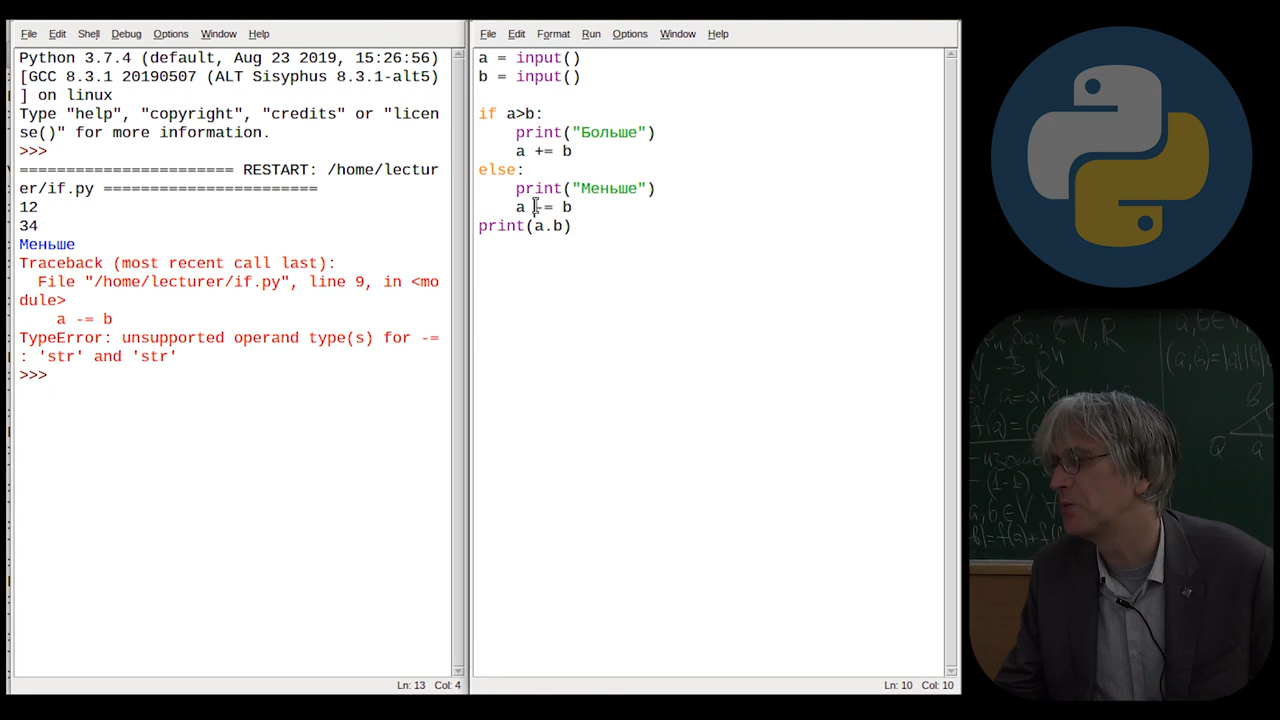 File Edit Shell Debug Options Window Help
Python 3.7.4 (default, Aug 23 2019, 15:26:56)
[GCC 8.3.1 20190507 (ALT Sisyphus 8.3.1-alt5)
] on linux
Type "help", "copyright", "credits" or "licen
se()" for more information.
>>>
======================= RESTART: /home/lectur
er/if.py =======================
12
34
Меньше
Traceback (most recent call last):
File "/home/lecturer/if.py", line 9, in <mo
dule>
a -= b
TypeError: unsupported operand type(s) for -=
: 'str' and 'str'
>>>
Ln: 13 Col: 4
File Edit Format Run Options Window Help
a = input()
b = input()
if a>b:
print("Больше")
a += b
else:
print("Меньше")
a -= b
print(a.b)
Ln: 10 Col: 10